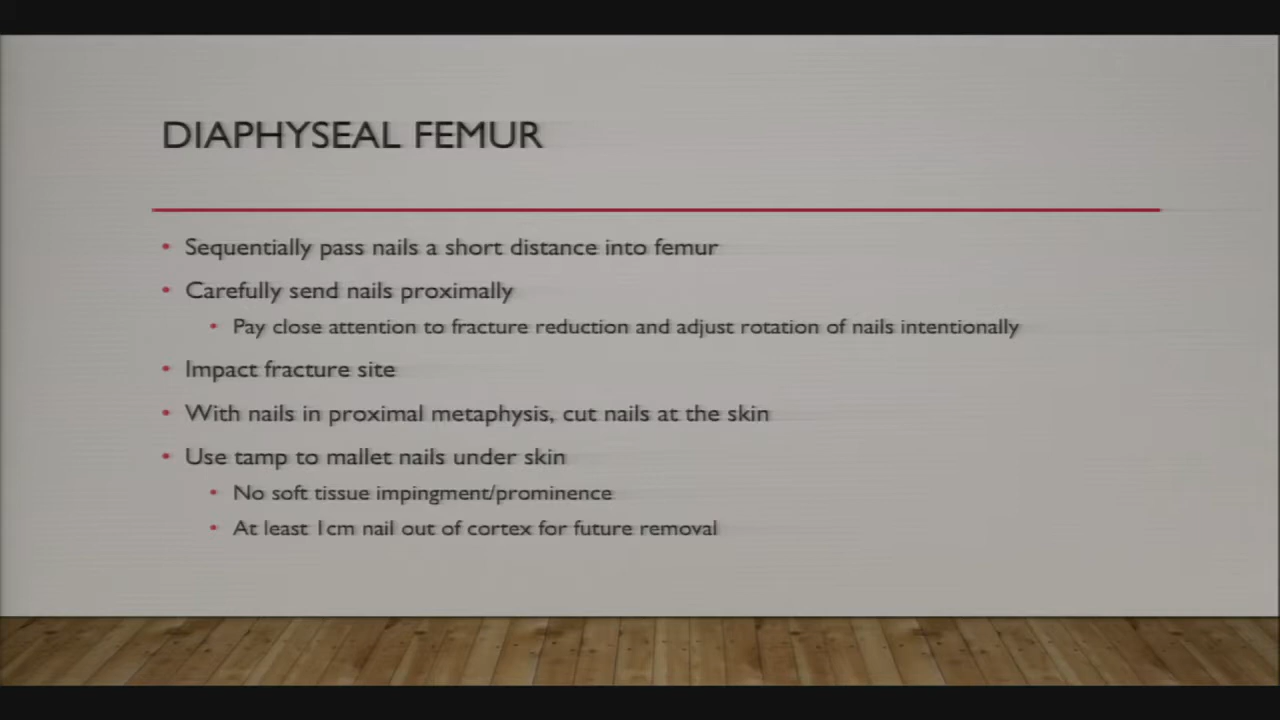 DIAPHYSEAL FEMUR
• Sequentially pass nails a short distance into femur
• Carefully send nails proximally
• Pay close attention to fracture reduction and adjust rotation of nails intentionally
• Impact fracture site
• With nails in proximal metaphysis, cut nails at the skin
• Use tamp to mallet nails under skin
• No soft tissue impingment/prominence
• At least 1cm nail out of cortex for future removal